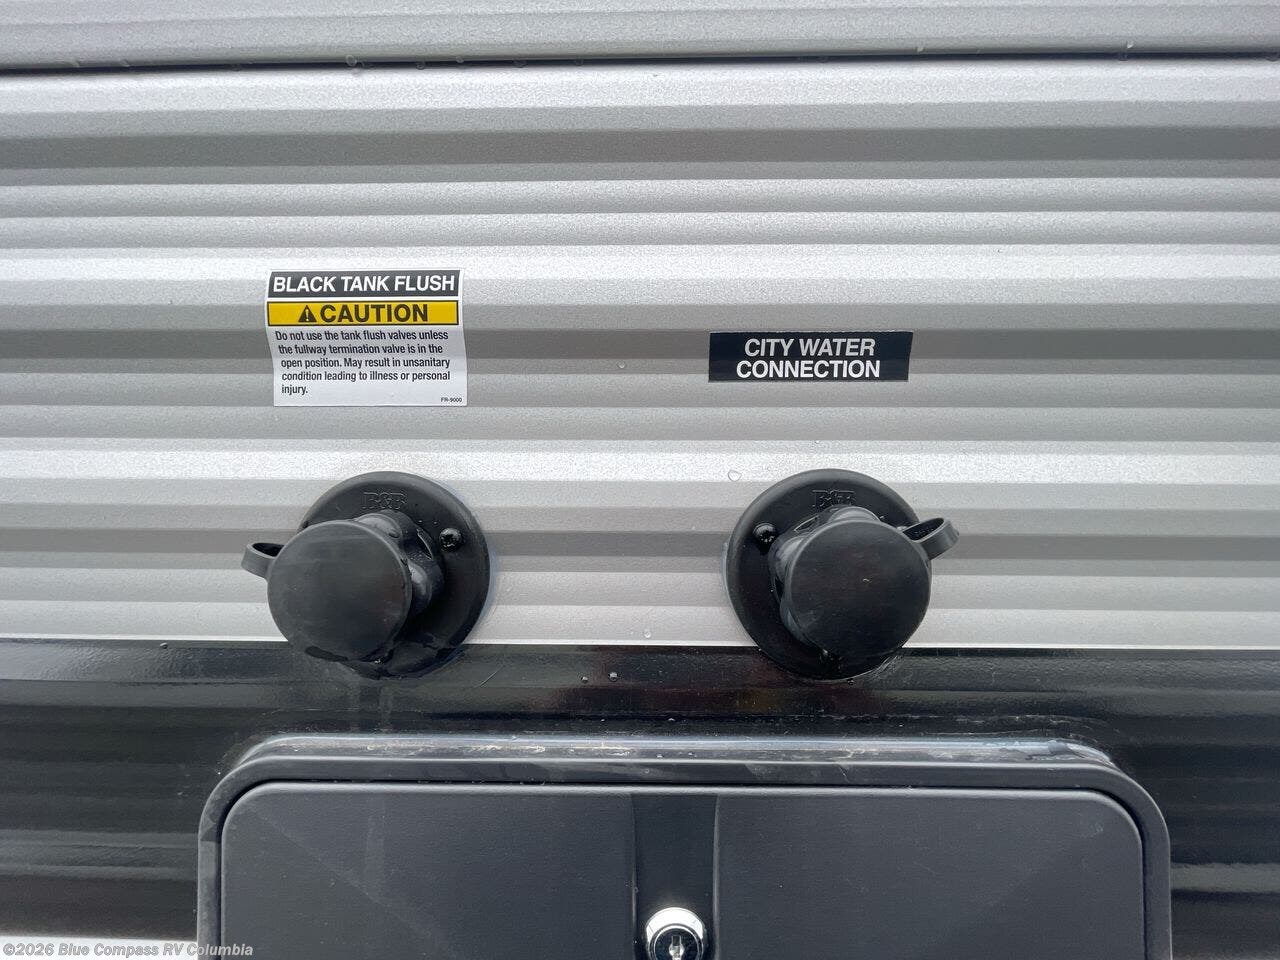 BLACK TANK FLUSH
⚠CAUTION
Do not use the tank flush valves unless
the fullway termination valve is in the
open position. May result in unsanitary
condition leading to illness or personal
injury.
FR-9000
CITY WATER
CONNECTION
B&B
B&B
©2026 Blue Compass RV Columbia